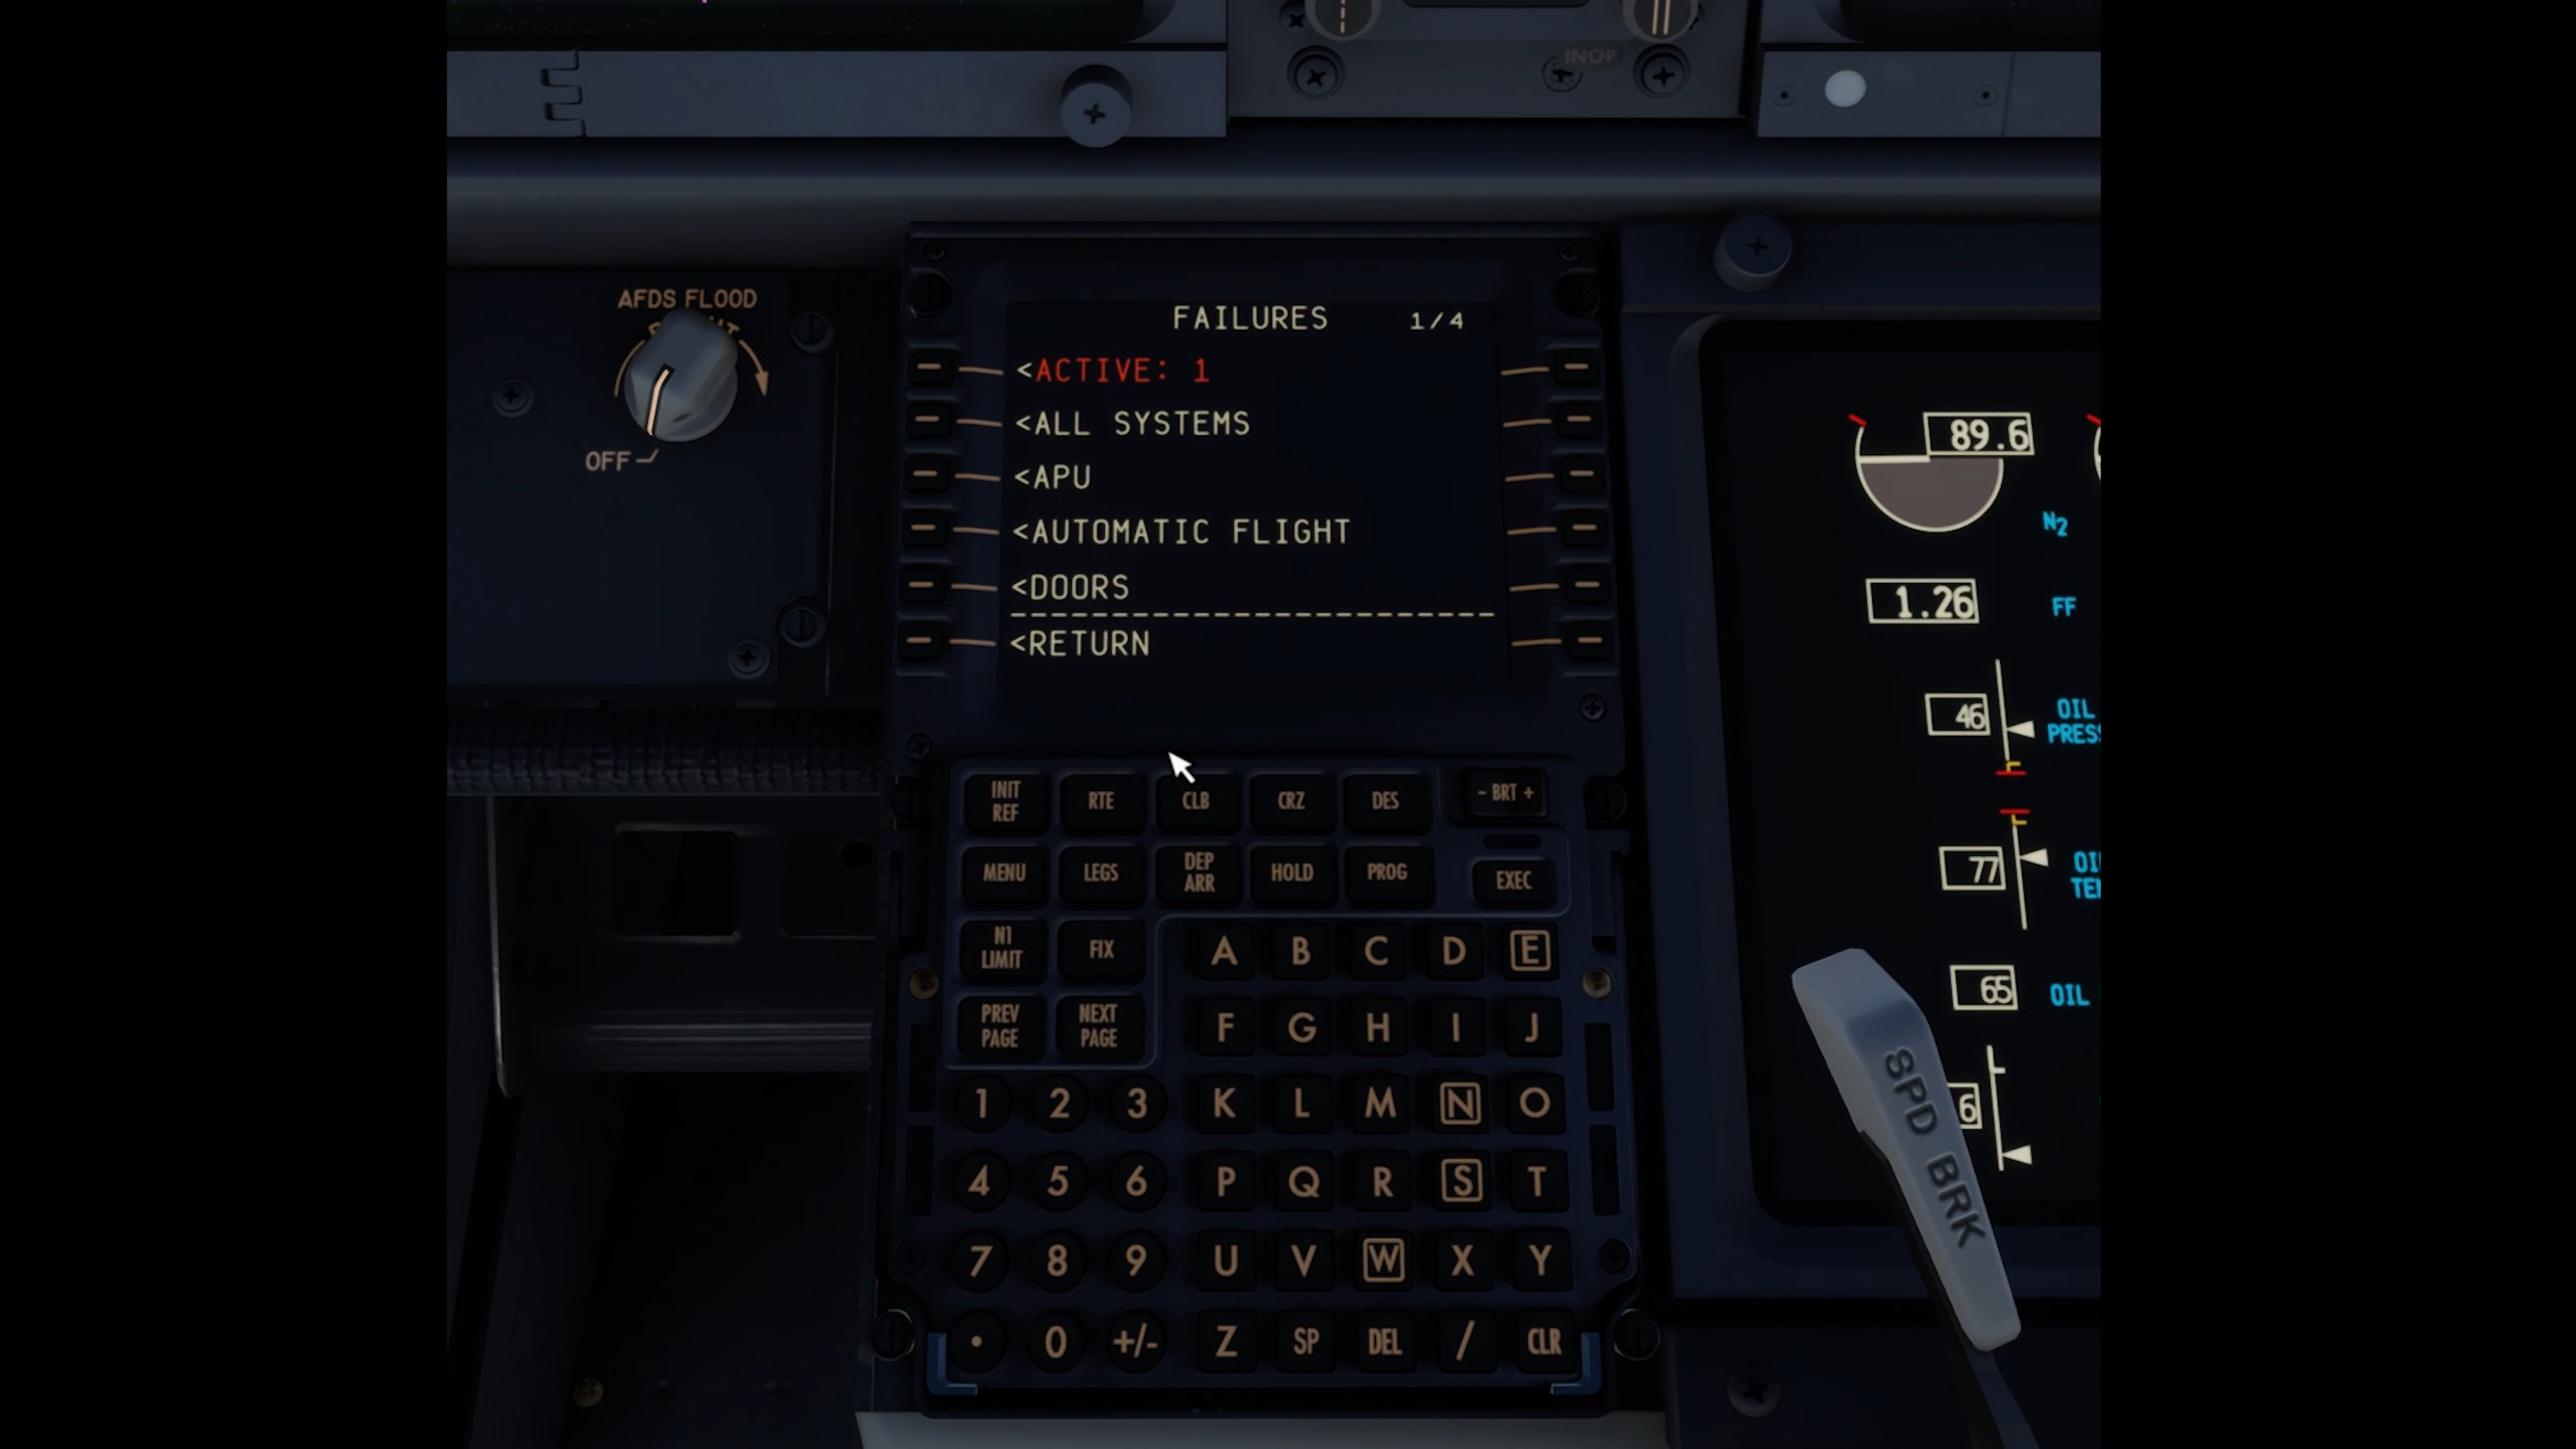 INOP
AFDS FLOOD
OFF
FAILURES 1/4
<ACTIVE: 1
<ALL SYSTEMS
<APU
<AUTOMATIC FLIGHT
<DOORS
------------------------
<RETURN
INIT REF
RTE
CLB
CRZ
DES
- BRT +
MENU
LEGS
DEP ARR
HOLD
PROG
EXEC
N1 LIMIT
FIX
PREV PAGE
NEXT PAGE
A B C D E
F G H I J
1 2 3 K L M N O
4 5 6 P Q R S T
7 8 9 U V W X Y
. 0 +/- Z SP DEL / CLR
89.6
N2
1.26 FF
46 OIL
PRES
77 OI
TE
65 OIL
6
SPD BRK